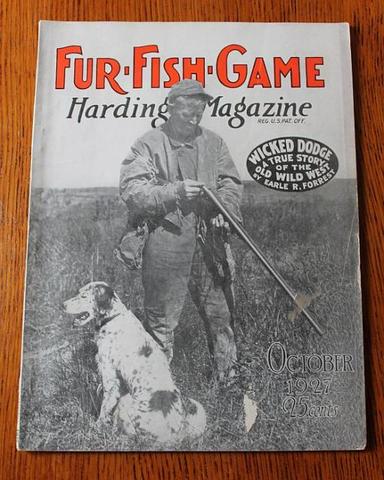 FUR·FISH·GAME
Harding Magazine
REG. U.S. PAT. OFF.
WICKED DODGE
A TRUE STORY
OF THE
OLD WILD WEST
BY EARLE R. FORREST
OCTOBER
1927
25 cents